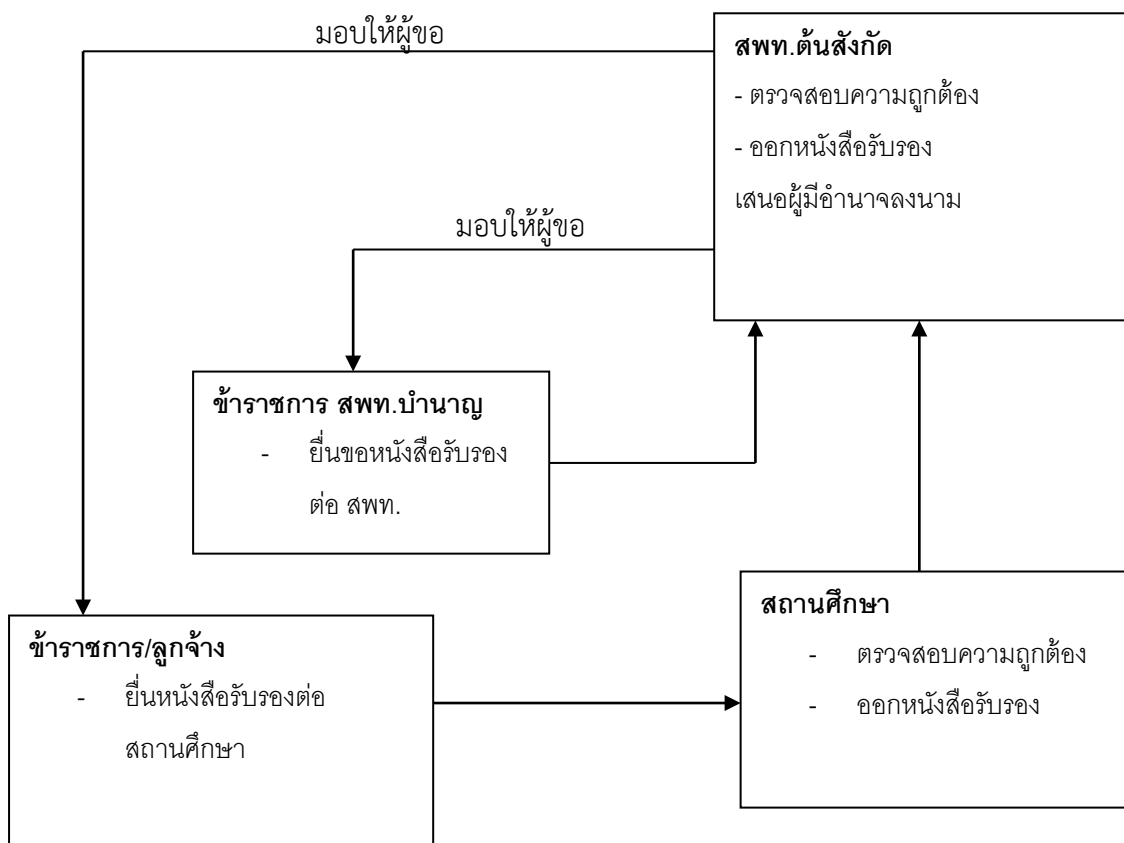 มอบให้ผู้ขอ
สพท.ต้นสังกัด
- ตรวจสอบความถูกต้อง
- ออกหนังสือรับรอง
เสนอผู้มีอำนาจลงนาม
มอบให้ผู้ขอ
ข้าราชการ สพท.บำนาญ
- ยื่นขอหนังสือรับรอง
ต่อ สพท.
สถานศึกษา
- ตรวจสอบความถูกต้อง
- ออกหนังสือรับรอง
ข้าราชการ/ลูกจ้าง
- ยื่นหนังสือรับรองต่อ
สถานศึกษา